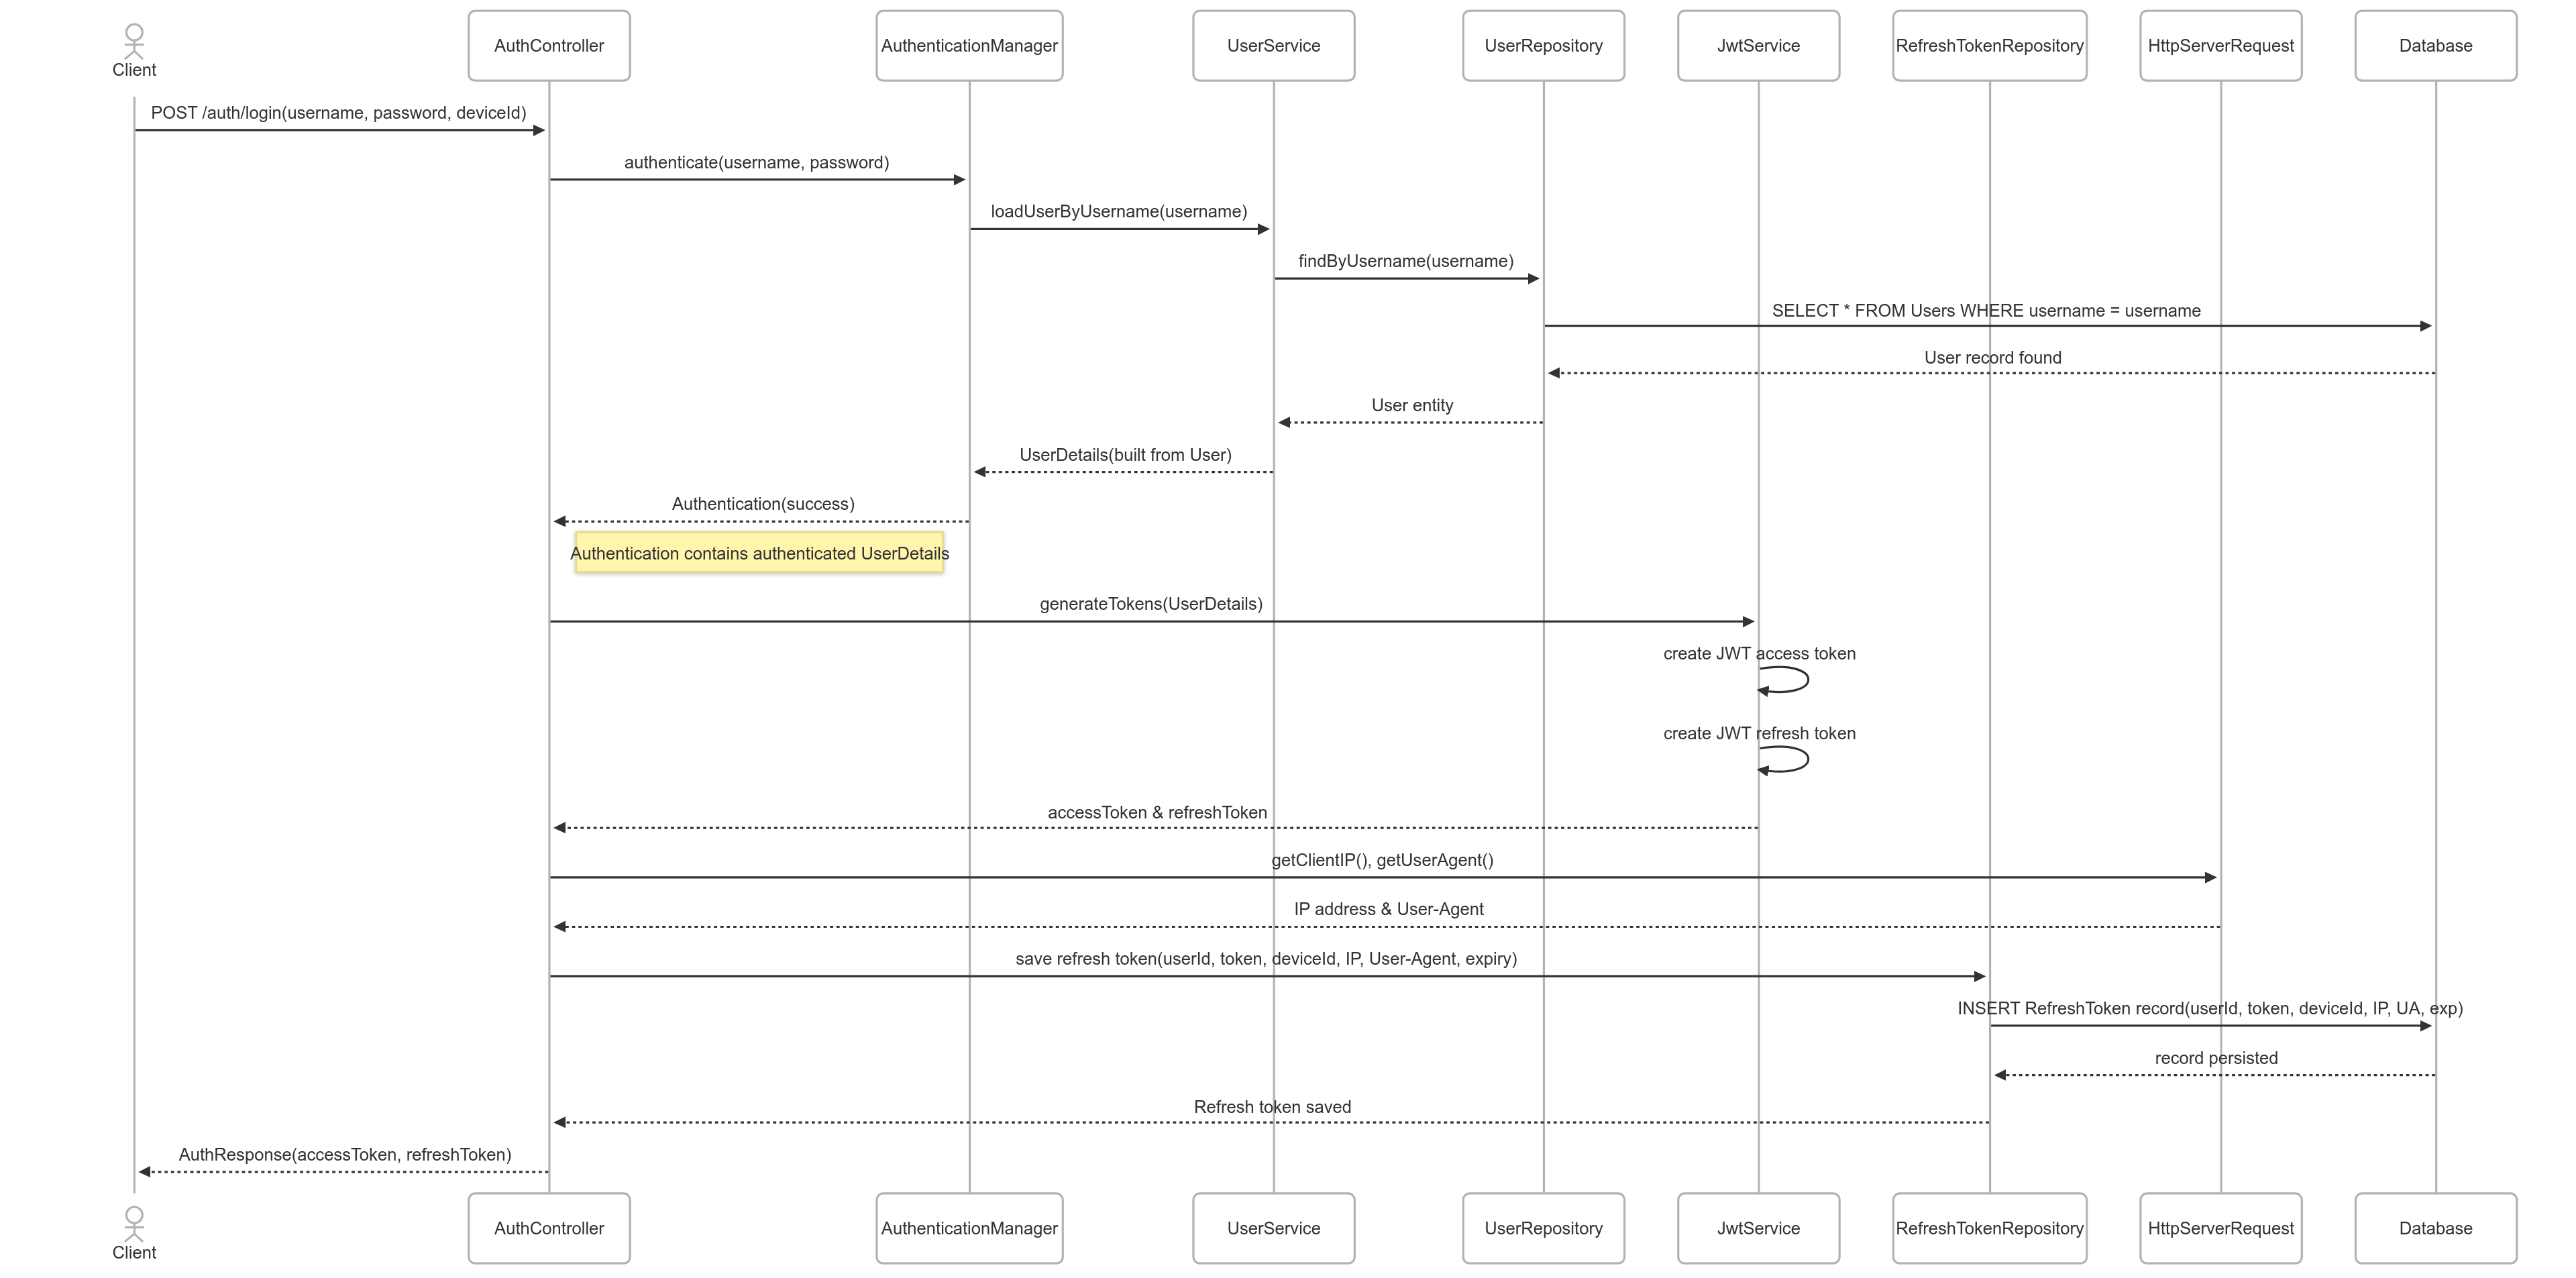 Client
AuthController
AuthenticationManager
UserService
UserRepository
JwtService
RefreshTokenRepository
HttpServerRequest
Database
POST /auth/login(username, password, deviceId)
authenticate(username, password)
loadUserByUsername(username)
findByUsername(username)
SELECT * FROM Users WHERE username = username
User record found
User entity
UserDetails(built from User)
Authentication(success)
Authentication contains authenticated UserDetails
generateTokens(UserDetails)
create JWT access token
create JWT refresh token
accessToken & refreshToken
getClientIP(), getUserAgent()
IP address & User-Agent
save refresh token(userId, token, deviceId, IP, User-Agent, expiry)
INSERT RefreshToken record(userId, token, deviceId, IP, UA, exp)
record persisted
Refresh token saved
AuthResponse(accessToken, refreshToken)
Client
AuthController
AuthenticationManager
UserService
UserRepository
JwtService
RefreshTokenRepository
HttpServerRequest
Database